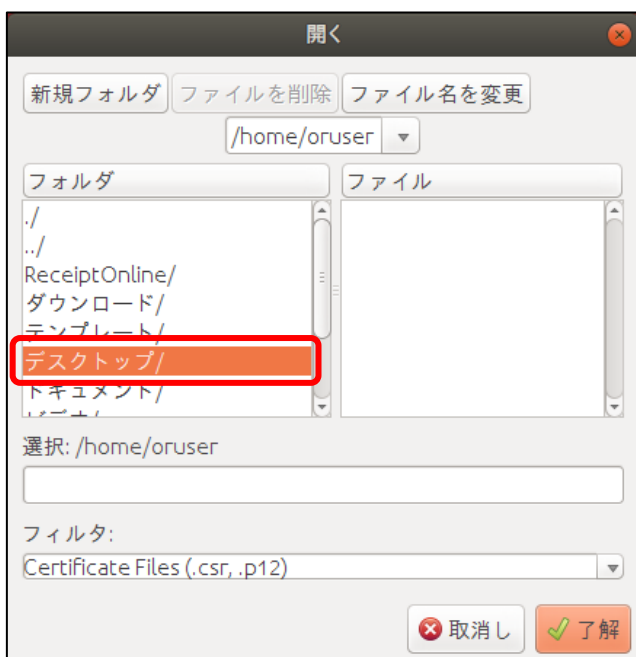 開く
新規フォルダ ファイルを削除 ファイル名を変更
/home/oruser
フォルダ ファイル
./
../
ReceiptOnline/
ダウンロード/
テンプレート/
デスクトップ/
ドキュメント/
ビデオ/
選択: /home/oruser
フィルタ:
Certificate Files (.csr, .p12)
取消し 了解